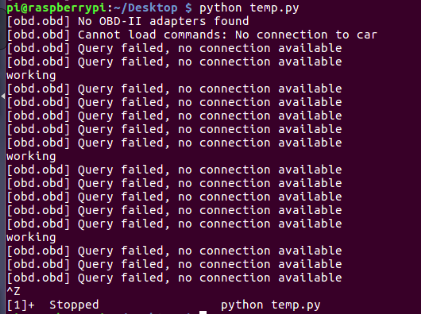 pi@raspberrypi:~/Desktop $ python temp.py
[obd.obd] No OBD-II adapters found
[obd.obd] Cannot load commands: No connection to car
[obd.obd] Query failed, no connection available
[obd.obd] Query failed, no connection available
working
[obd.obd] Query failed, no connection available
[obd.obd] Query failed, no connection available
[obd.obd] Query failed, no connection available
[obd.obd] Query failed, no connection available
[obd.obd] Query failed, no connection available
working
[obd.obd] Query failed, no connection available
[obd.obd] Query failed, no connection available
[obd.obd] Query failed, no connection available
[obd.obd] Query failed, no connection available
[obd.obd] Query failed, no connection available
working
[obd.obd] Query failed, no connection available
[obd.obd] Query failed, no connection available
[obd.obd] Query failed, no connection available
^Z
[1]+  Stopped                 python temp.py